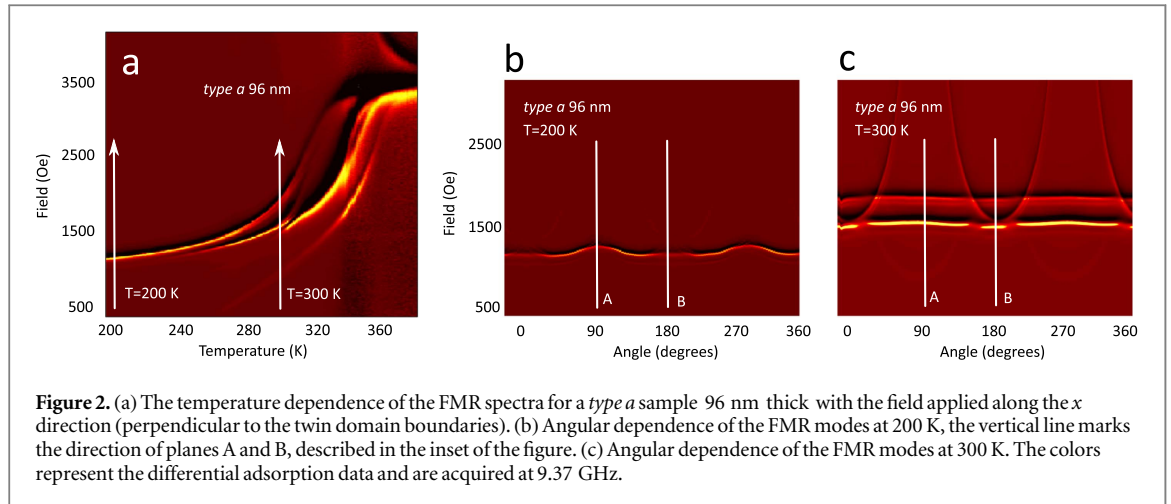 a
type a 96 nm
3500
2500
1500
500
Field (Oe)
T=200 K
T=300 K
200 240 280 320 360
Temperature (K)
b
type a 96 nm
T=200 K
2500
1500
500
Field (Oe)
A
B
0 90 180 270 360
Angle (degrees)
c
type a 96 nm
T=300 K
A
B
0 90 180 270 360
Angle (degrees)
Figure 2. (a) The temperature dependence of the FMR spectra for a type a sample 96 nm thick with the field applied along the x
direction (perpendicular to the twin domain boundaries). (b) Angular dependence of the FMR modes at 200 K, the vertical line marks
the direction of planes A and B, described in the inset of the figure. (c) Angular dependence of the FMR modes at 300 K. The colors
represent the differential adsorption data and are acquired at 9.37 GHz.